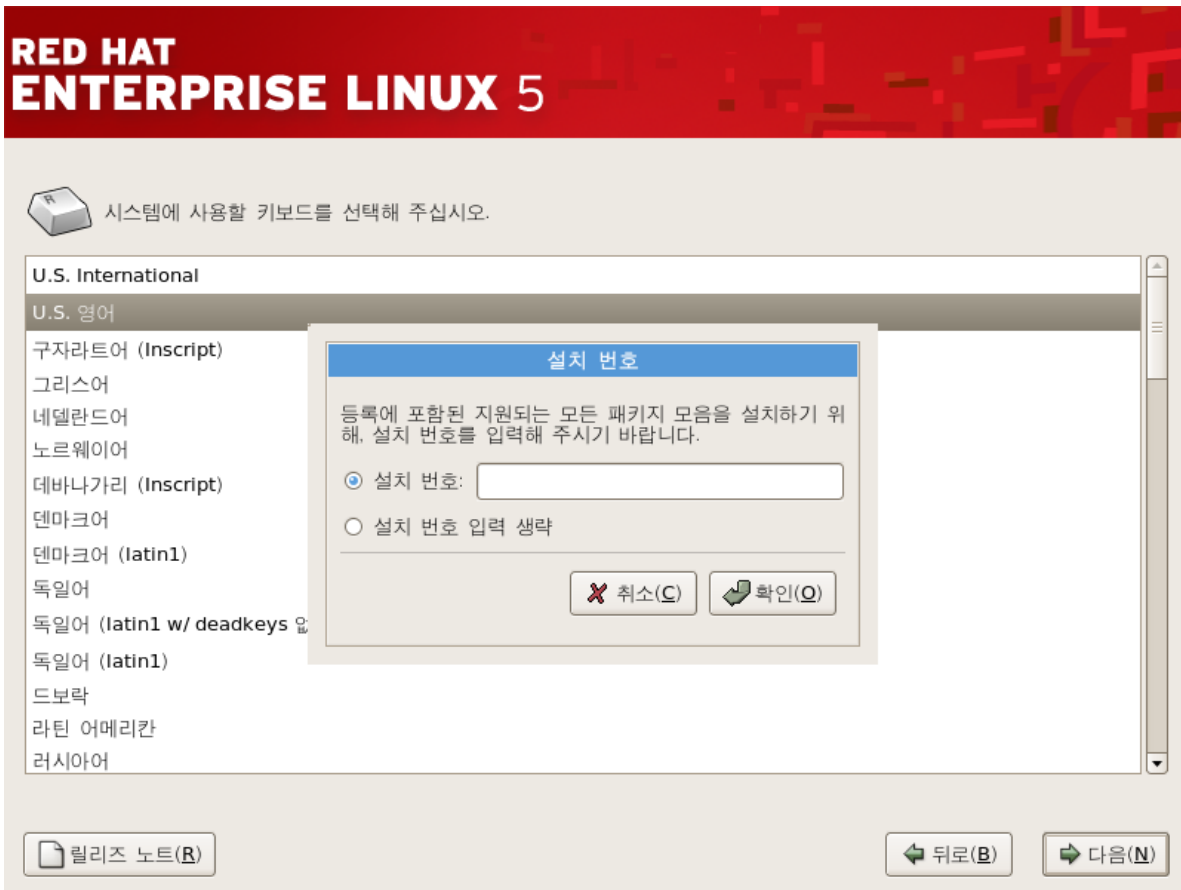 RED HAT
ENTERPRISE LINUX 5
시스템에 사용할 키보드를 선택해 주십시오.
U.S. International
U.S. 영어
구자라트어 (Inscript)
그리스어
네델란드어
노르웨이어
데바나가리 (Inscript)
덴마크어
덴마크어 (latin1)
독일어
독일어 (latin1 w/ deadkeys
독일어 (latin1)
드보락
라틴 어메리칸
러시아어
설치 번호
등록에 포함된 지원되는 모든 패키지 모음을 설치하기 위
해, 설치 번호를 입력해 주시기 바랍니다.
설치 번호:
설치 번호 입력 생략
취소(C)
확인(O)
릴리즈 노트(R)
뒤로(B)
다음(N)